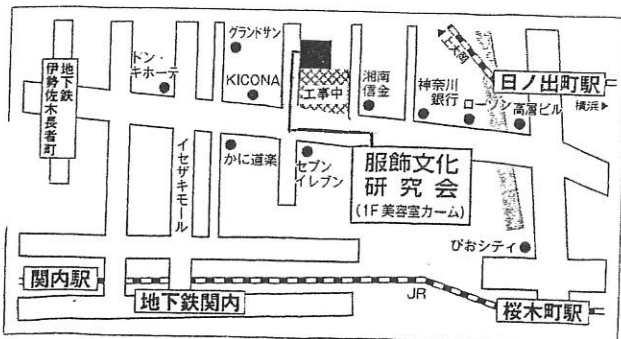 グランドサン
ドン・
キホーテ
KICONA
工事中
湘南
信金
神奈川
銀行
ローソン
高層ビル
▲上大岡
日ノ出町駅
横浜▶
地下鉄
伊勢佐木長者町
イセザキモール
かに道楽
セブン
イレブン
服飾文化
研究会
(1F 美容室カーム)
ぴおシティ
関内駅
地下鉄関内
JR
桜木町駅